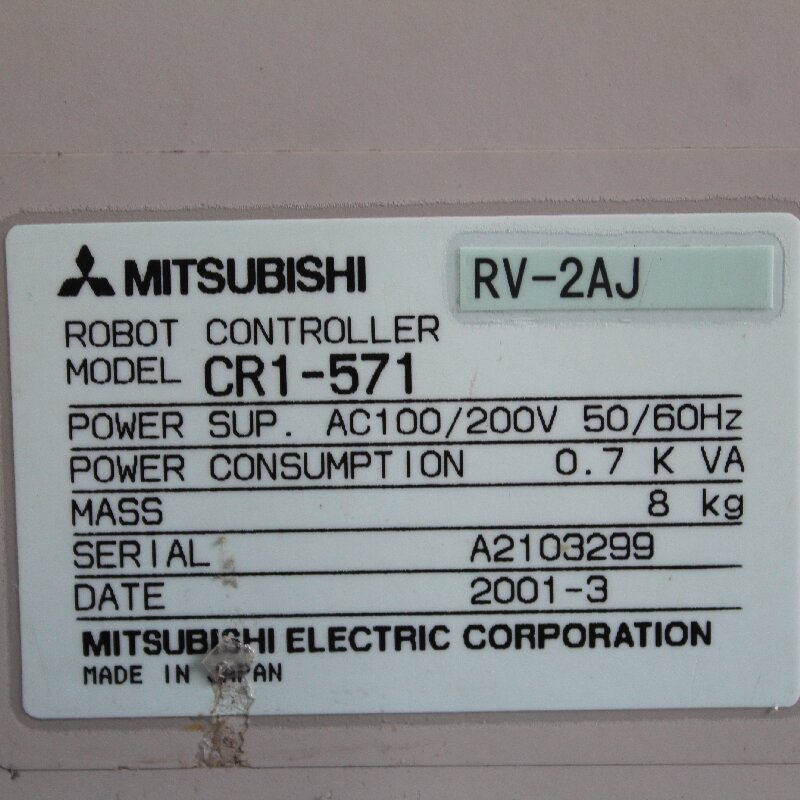 MITSUBISHI RV-2AJ
ROBOT CONTROLLER
MODEL CR1-571
POWER SUP. AC100/200V 50/60Hz
POWER CONSUMPTION 0.7 K VA
MASS 8 kg
SERIAL A2103299
DATE 2001-3
MITSUBISHI ELECTRIC CORPORATION
MADE IN JAPAN